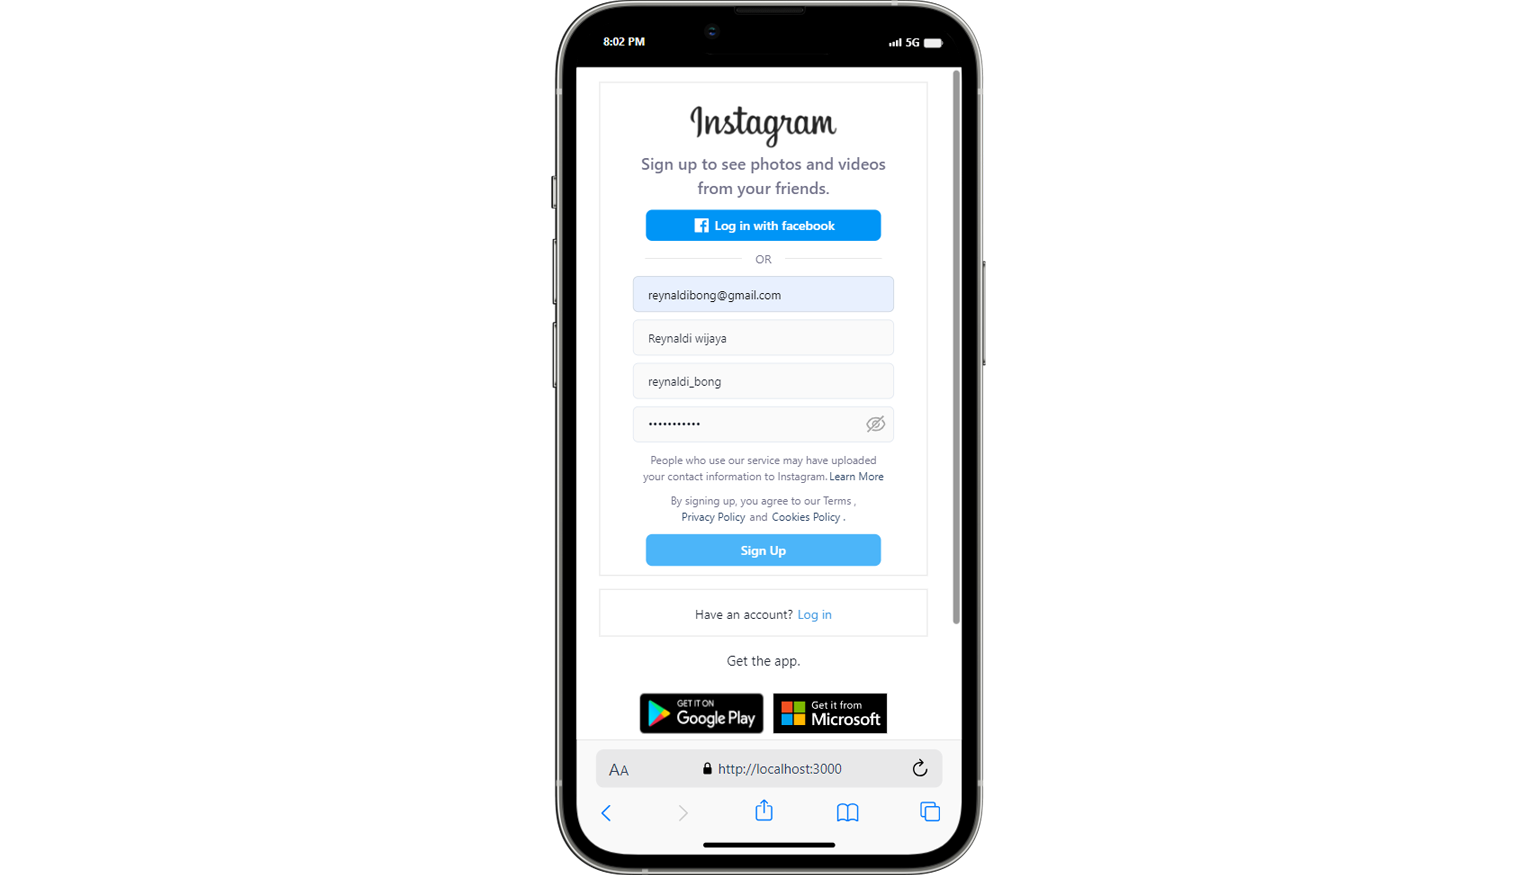 8:02 PM
5G
Instagram
Sign up to see photos and videos
from your friends.
Log in with facebook
OR
reynaldibong@gmail.com
Reynaldi wijaya
reynaldi_bong
•••••••••••
People who use our service may have uploaded
your contact information to Instagram. Learn More
By signing up, you agree to our Terms ,
Privacy Policy and Cookies Policy .
Sign Up
Have an account? Log in
Get the app.
GET IT ON
Google Play
Get it from
Microsoft
AA
http://localhost:3000